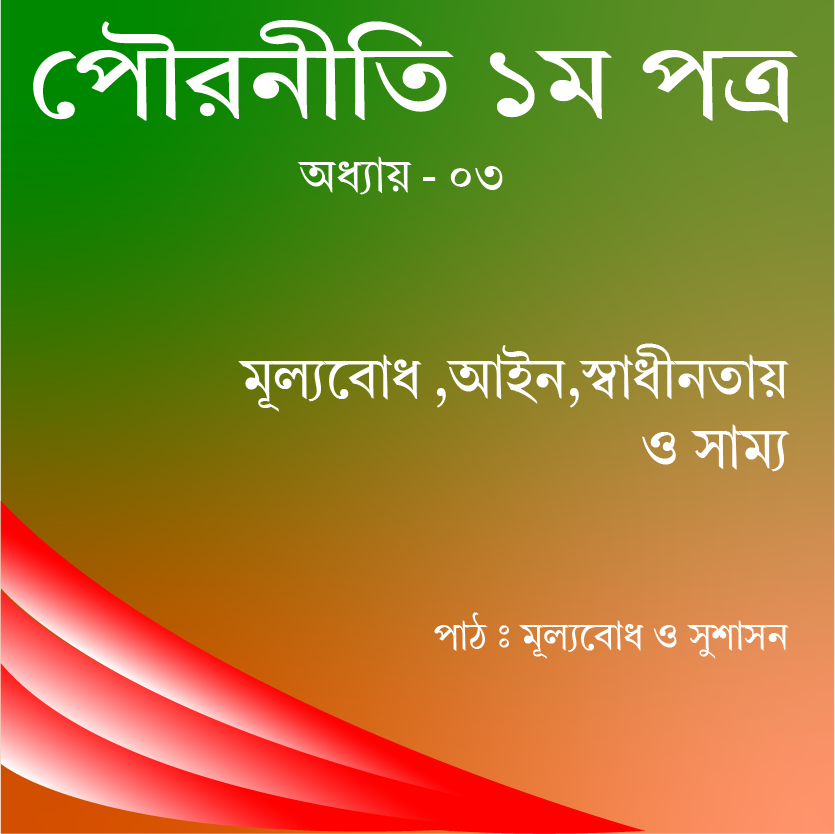 পৌরনীতি ১ম পত্র
অধ্যায় - ০৩
মূল্যবোধ ,আইন,স্বাধীনতায়
ও সাম্য
পাঠ ঃ মূল্যবোধ ও সুশাসন